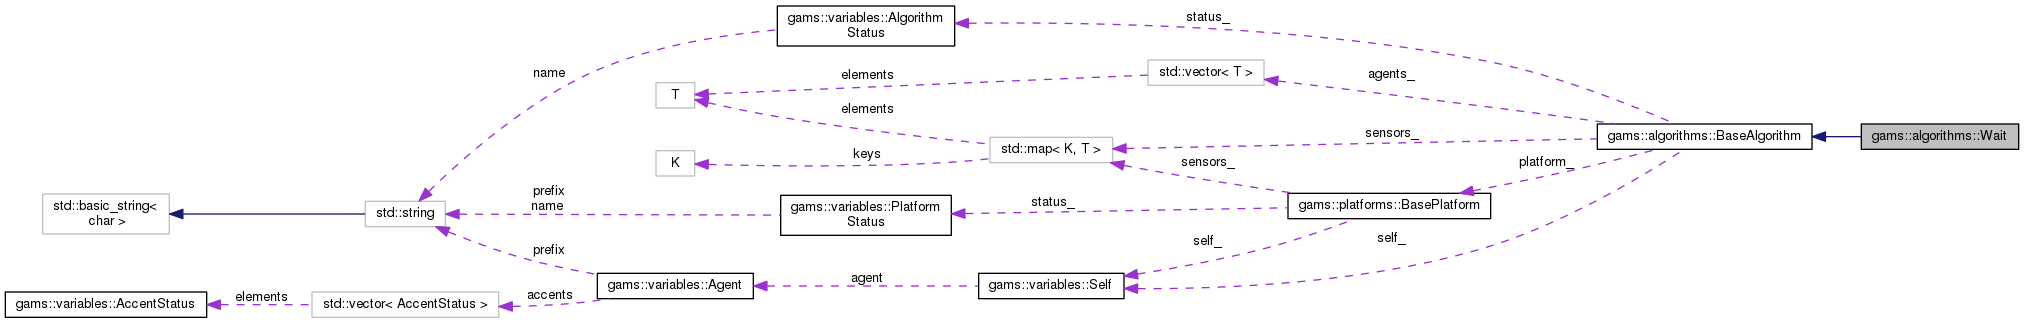 gams::variables::Algorithm
Status
status_
name
elements
std::vector< T >
agents_
T
elements
gams::algorithms::BaseAlgorithm
gams::algorithms::Wait
sensors_
std::map< K, T >
keys
K
sensors_
platform_
prefix
name
std::basic_string<
char >
std::string
gams::variables::Platform
Status
status_
gams::platforms::BasePlatform
self_
self_
prefix
gams::variables::Agent
agent
gams::variables::Self
accents
gams::variables::AccentStatus
elements
std::vector< AccentStatus >